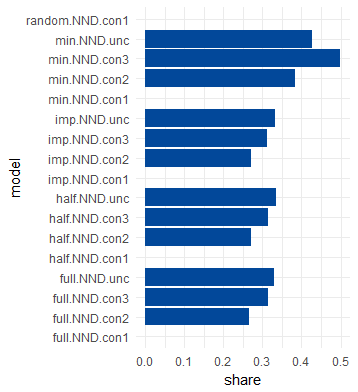 random.NND.con1
min.NND.unc
min.NND.con3
min.NND.con2
min.NND.con1
imp.NND.unc
imp.NND.con3
imp.NND.con2
imp.NND.con1
half.NND.unc
half.NND.con3
half.NND.con2
half.NND.con1
full.NND.unc
full.NND.con3
full.NND.con2
full.NND.con1
model
0.0 0.1 0.2 0.3 0.4 0.5
share